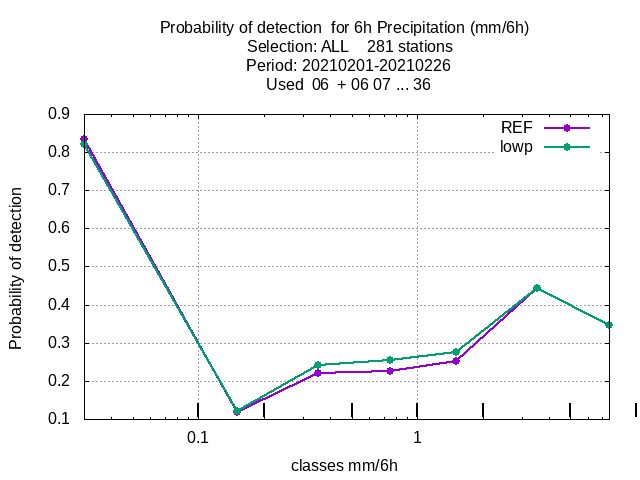 Probability of detection  for 6h Precipitation (mm/6h)
Selection: ALL    281 stations
Period: 20210201-20210226
Used  06  + 06 07 ... 36
REF
lowp
0.9
0.8
0.7
0.6
0.5
0.4
0.3
0.2
0.1
Probability of detection
0.1
1
classes mm/6h